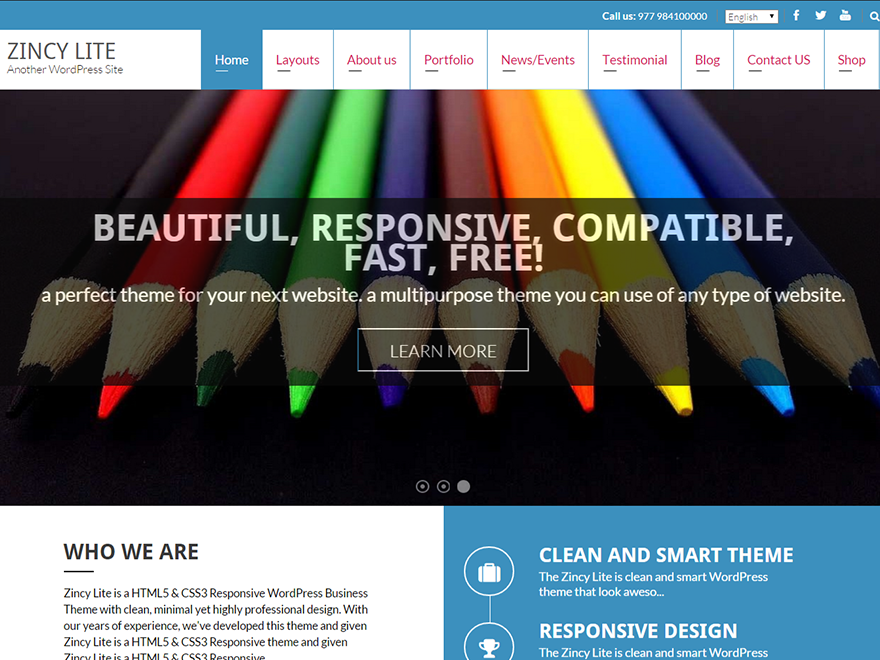 Call us: 977 984100000
English
ZINCY LITE
Another WordPress Site
Home
Layouts
About us
Portfolio
News/Events
Testimonial
Blog
Contact US
Shop
BEAUTIFUL, RESPONSIVE, COMPATIBLE,
FAST, FREE!
a perfect theme for your next website. a multipurpose theme you can use of any type of website.
LEARN MORE
WHO WE ARE
Zincy Lite is a HTML5 & CSS3 Responsive WordPress Business
Theme with clean, minimal yet highly professional design. With
our years of experience, we've developed this theme and given
Zincy Lite is a HTML5 & CSS3 Responsive theme and given
Zincy Lite is a HTML5 & CSS3 Responsive
CLEAN AND SMART THEME
The Zincy Lite is clean and smart WordPress
theme that look aweso...
RESPONSIVE DESIGN
The Zincy Lite is clean and smart WordPress